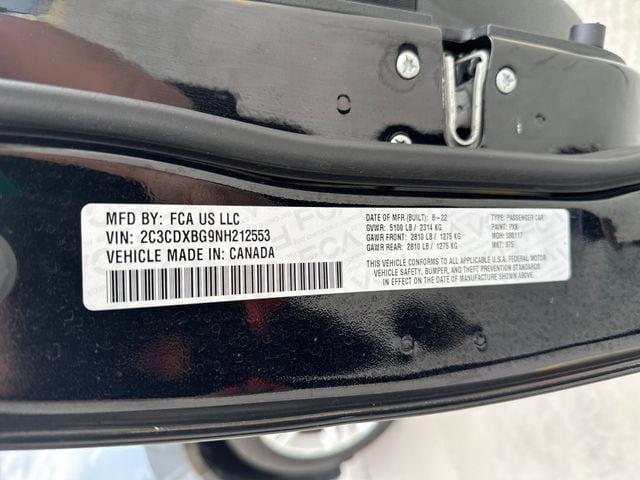 MFD BY: FCA US LLC
VIN: 2C3CDXBG9NH212553
VEHICLE MADE IN: CANADA
DATE OF MFR (BUILT): 8-22
GVWR: 5100 LB / 2314 KG
GAWR FRONT: 2810 LB / 1275 KG
GAWR REAR: 2810 LB / 1275 KG
TYPE: PASSENGER CAR
PAINT: PX8
MDH:
MKT:
THIS VEHICLE CONFORMS TO ALL APPLICABLE U.S.A. FEDERAL MOTOR
VEHICLE SAFETY, BUMPER, AND THEFT PREVENTION STANDARDS
IN EFFECT ON THE DATE OF MANUFACTURE SHOWN ABOVE.